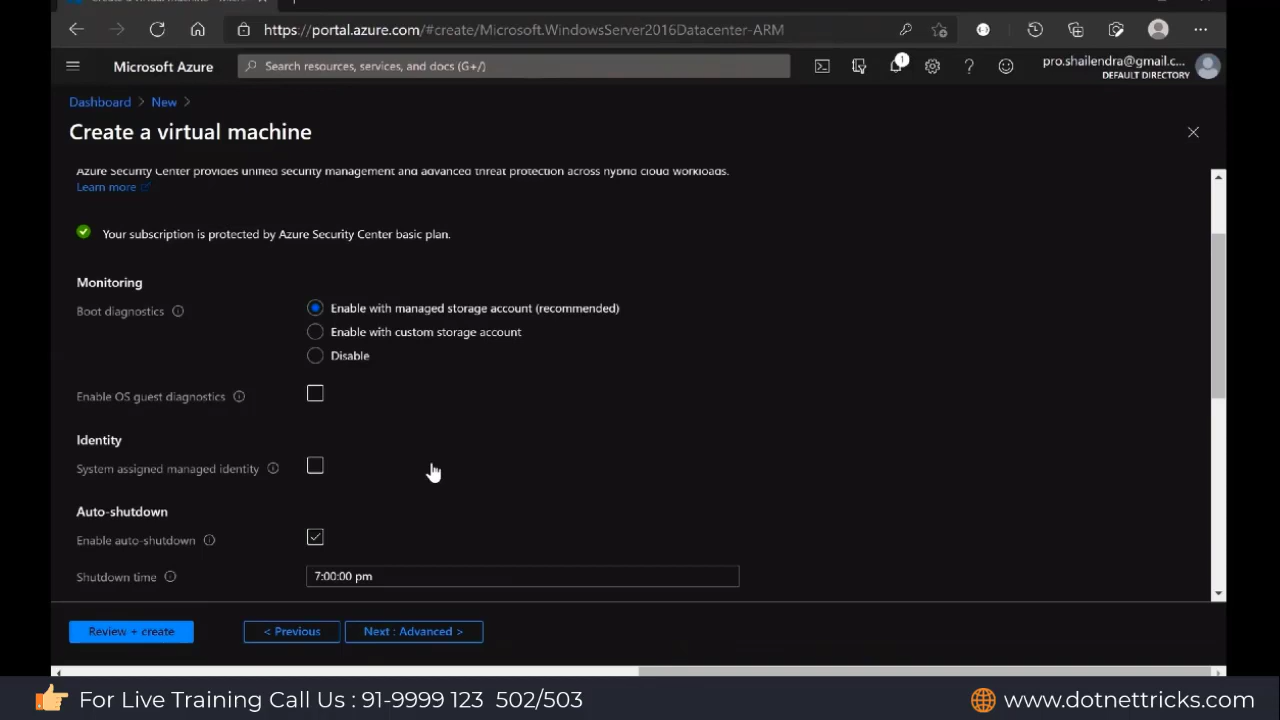 https://portal.azure.com/#create/Microsoft.WindowsServer2016Datacenter-ARM
Microsoft Azure
Search resources, services, and docs (G+/)
1
pro.shailendra@gmail.c...
DEFAULT DIRECTORY
Dashboard > New >
Create a virtual machine
Azure Security Center provides unified security management and advanced threat protection across hybrid cloud workloads.
Learn more
Your subscription is protected by Azure Security Center basic plan.
Monitoring
Boot diagnostics
Enable with managed storage account (recommended)
Enable with custom storage account
Disable
Enable OS guest diagnostics
Identity
System assigned managed identity
Auto-shutdown
Enable auto-shutdown
Shutdown time
7:00:00 pm
Review + create
< Previous
Next : Advanced >
For Live Training Call Us : 91-9999 123 502/503
www.dotnettricks.com